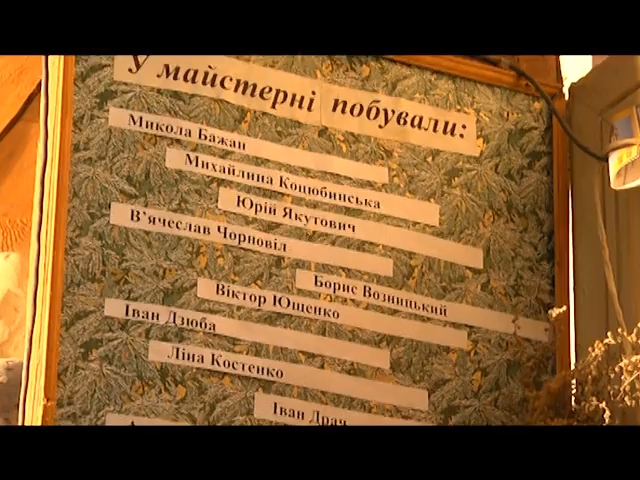 У майстерні побували:
Микола Бажан
Михайлина Коцюбинська
Юрій Якутович
В’ячеслав Чорновіл
Борис Возницький
Віктор Ющенко
Іван Дзюба
Ліна Костенко
Іван Драч